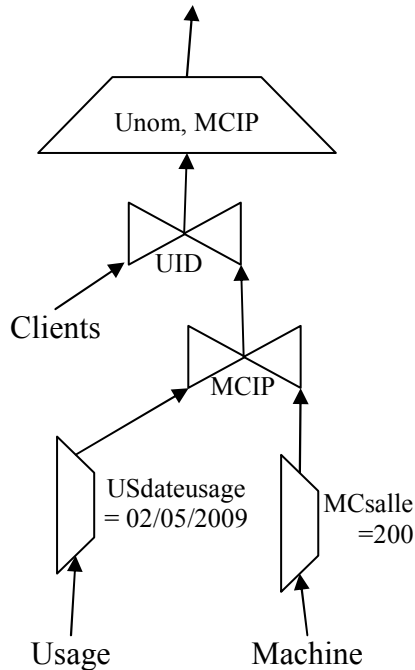 Unom, MCIP
UID
Clients
MCIP
USdateusage
= 02/05/2009
MCsalle
=200
Usage
Machine